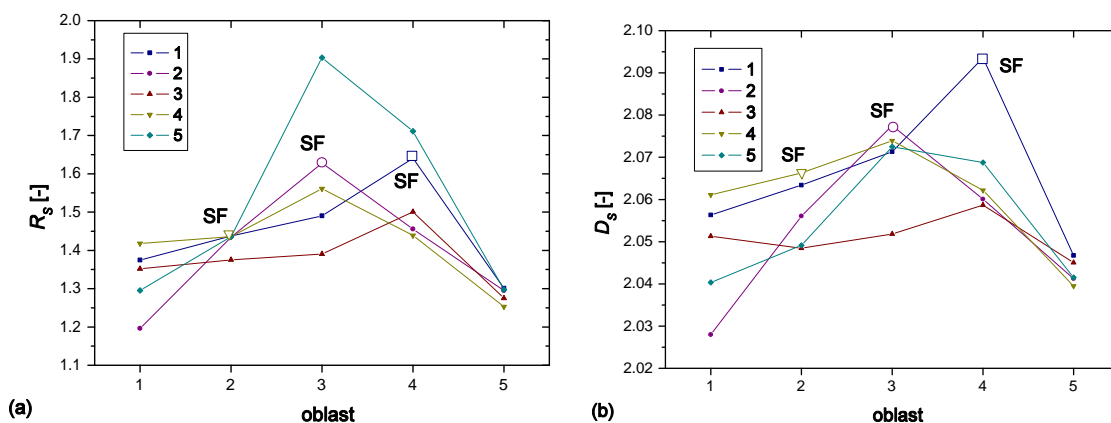 2.0
1.9
1.8
1.7
1.6
1.5
1.4
1.3
1.2
1.1
R_S [-]
1
2
3
4
5
SF
SF
SF
1 2 3 4 5
oblast
(a)
2.10
2.09
2.08
2.07
2.06
2.05
2.04
2.03
2.02
D_S [-]
1
2
3
4
5
SF
SF
SF
1 2 3 4 5
oblast
(b)